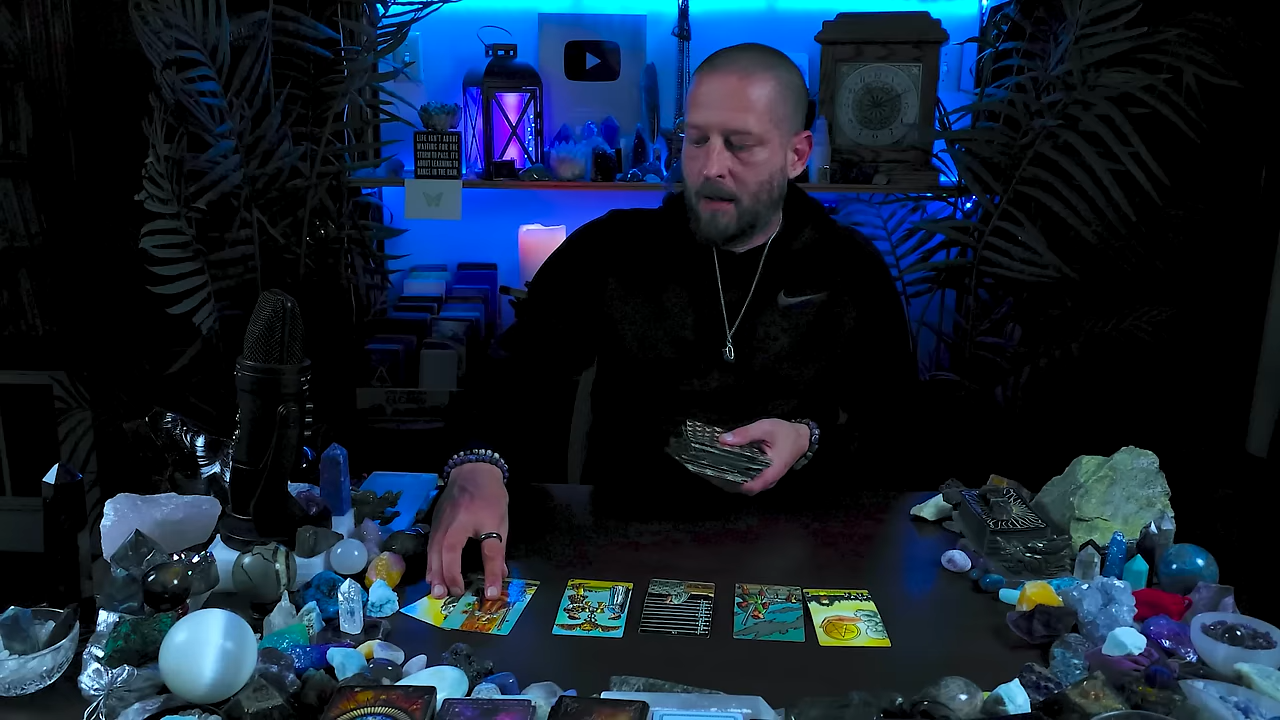 LIFE ISN'T ABOUT
WAITING FOR THE
STORM TO PASS, IT'S
ABOUT LEARNING TO
DANCE IN THE RAIN.